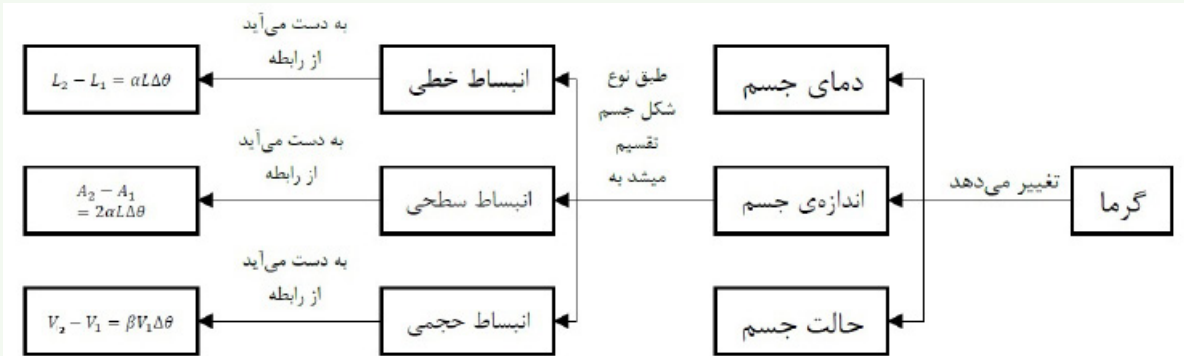 گرما
تغییر می‌دهد
دمای جسم
اندازه‌ی جسم
حالت جسم
طبق نوع
شکل جسم
تقسیم
میشد به
انبساط خطی
به دست می‌آید
از رابطه
L₂ − L₁ = αLΔθ
انبساط سطحی
به دست می‌آید
از رابطه
A₂ − A₁
= 2αLΔθ
انبساط حجمی
به دست می‌آید
از رابطه
V₂ − V₁ = βV₁Δθ